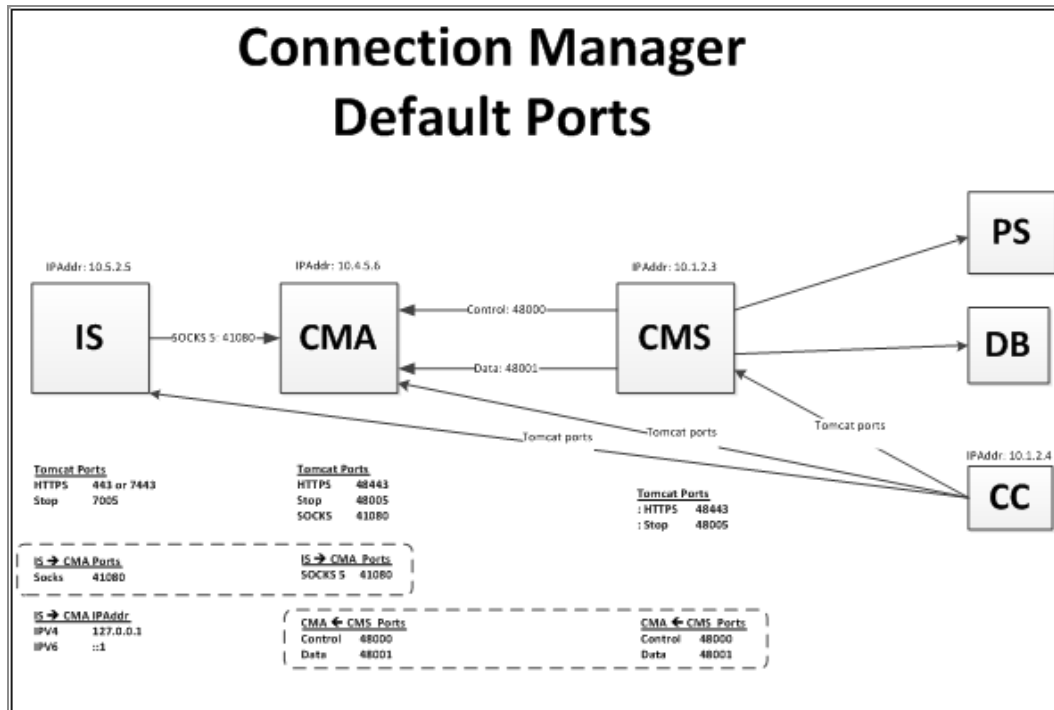 Connection Manager
Default Ports
PS
IPAddr: 10.5.2.5
IPAddr: 10.4.5.6
IPAddr: 10.1.2.3
IS
SOCKS 5: 41080
CMA
Control: 48000
Data: 48001
CMS
DB
Tomcat ports
Tomcat ports
Tomcat ports
IPAddr: 10.1.2.4
CC
Tomcat Ports
HTTPS 443 or 7443
Stop 7005
Tomcat Ports
HTTPS 48443
Stop 48005
SOCKS 41080
Tomcat Ports
: HTTPS 48443
: Stop 48005
IS → CMA Ports
Socks 41080
IS → CMA Ports
SOCKS 5 41080
IS → CMA IPAddr
IPV4 127.0.0.1
IPV6 ::1
CMA ← CMS Ports
Control 48000
Data 48001
CMA ← CMS Ports
Control 48000
Data 48001